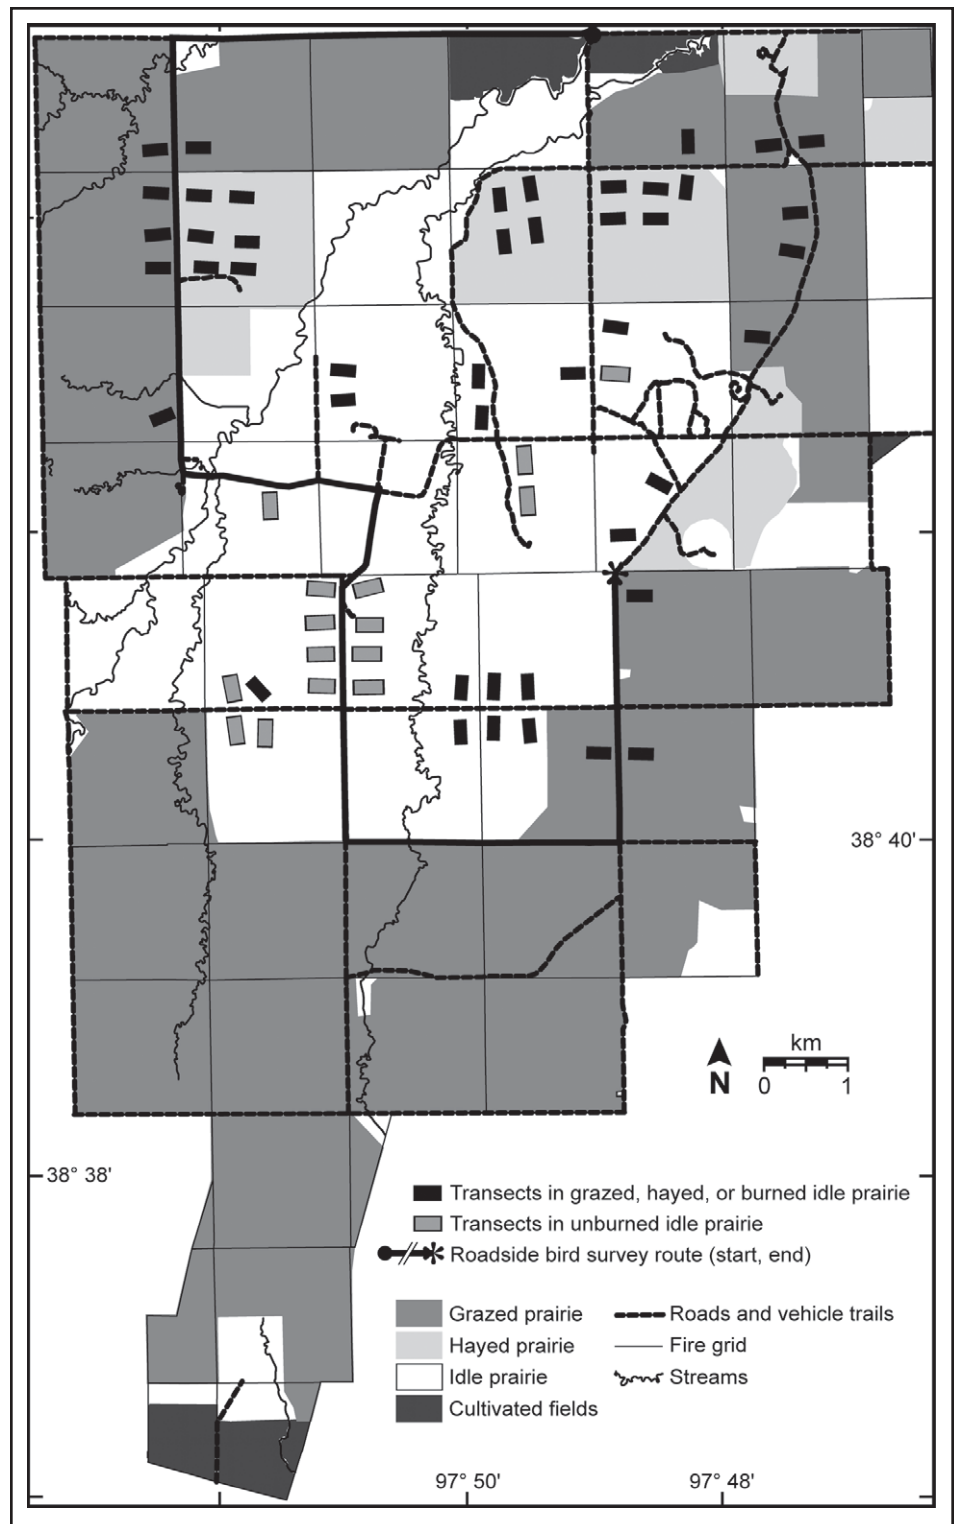 38° 40'
km
N
0 1
38° 38'
Transects in grazed, hayed, or burned idle prairie
Transects in unburned idle prairie
Roadside bird survey route (start, end)
Grazed prairie
Roads and vehicle trails
Hayed prairie
Fire grid
Idle prairie
Streams
Cultivated fields
97° 50'
97° 48'